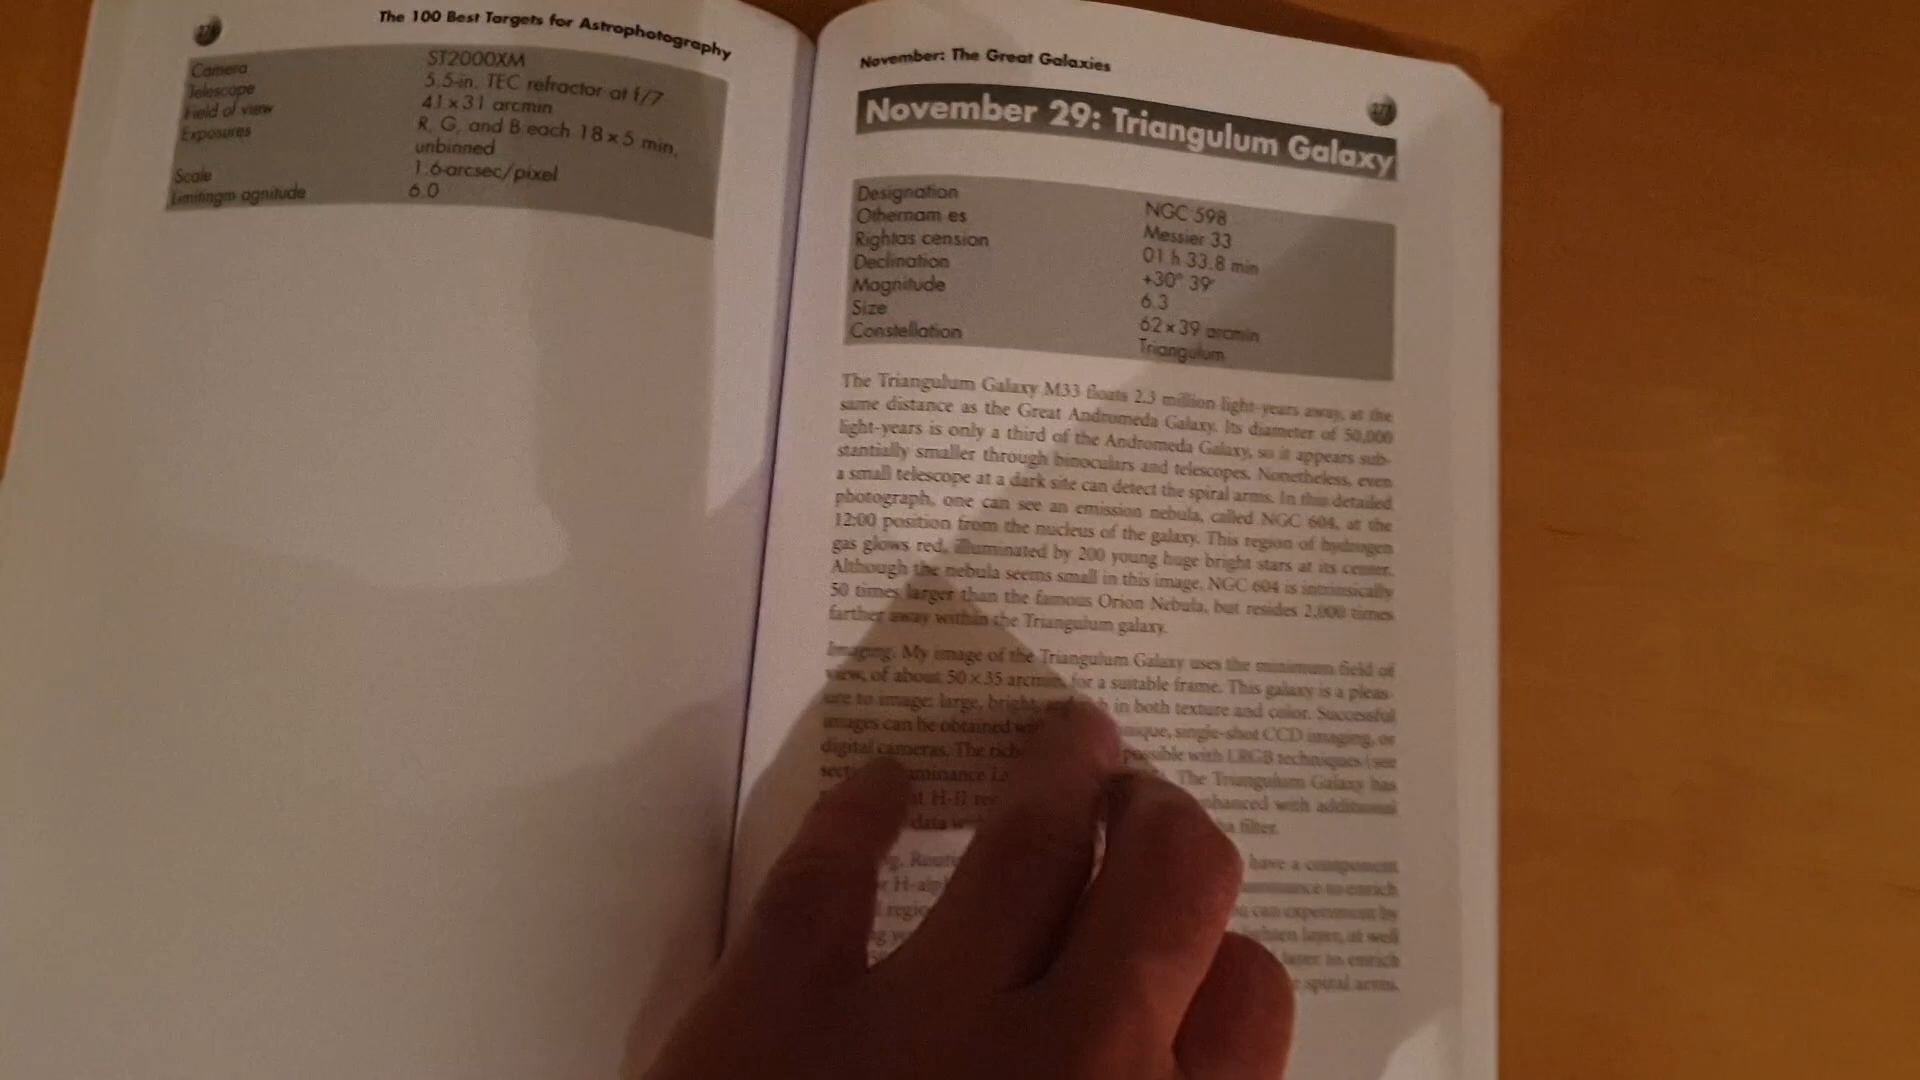 The 100 Best Targets for Astrophotography
Camera ST2000XM
Telescope 5.5-in. TEC refractor at f/7
Field of view 41 x 31 arcmin
Exposures R, G, and B each 18 x 5 min,
unbinned
Scale 1.6-arcsec/pixel
Limitingm agnitude 6.0
November: The Great Galaxies
November 29: Triangulum Galaxy
Designation NGC 598
Othernam es Messier 33
Rightas cension 01 h 33.8 min
Declination +30° 39'
Magnitude 6.3
Size 62 x 39 arcmin
Constellation Triangulum
The Triangulum Galaxy M33 floats 2.3 million light-years away, at the
same distance as the Great Andromeda Galaxy. Its diameter of 50,000
light-years is only a third of the Andromeda Galaxy, so it appears sub-
stantially smaller through binoculars and telescopes. Nonetheless, even
a small telescope at a dark site can detect the spiral arms. In this detailed
photograph, one can see an emission nebula, called NGC 604, at the
12:00 position from the nucleus of the galaxy. This region of hydrogen
gas glows red, illuminated by 200 young huge bright stars at its center.
Although the nebula seems small in this image, NGC 604 is intrinsically
50 times larger than the famous Orion Nebula, but resides 2,000 times
farther away within the Triangulum galaxy.
Imaging. My image of the Triangulum Galaxy uses the minimum field of
view, of about 50 x 35 arcmin, for a suitable frame. This galaxy is a pleas-
ure to image: large, bright, in both texture and color. Successful
images can be obtained single-shot CCD imaging, or
digital cameras. The possible with LRGB techniques (see
The Triangulum Galaxy has
H-II with additional
data filter.
have a component
to enrich
can experiment by
layer, at well
layer to enrich
spiral arms.